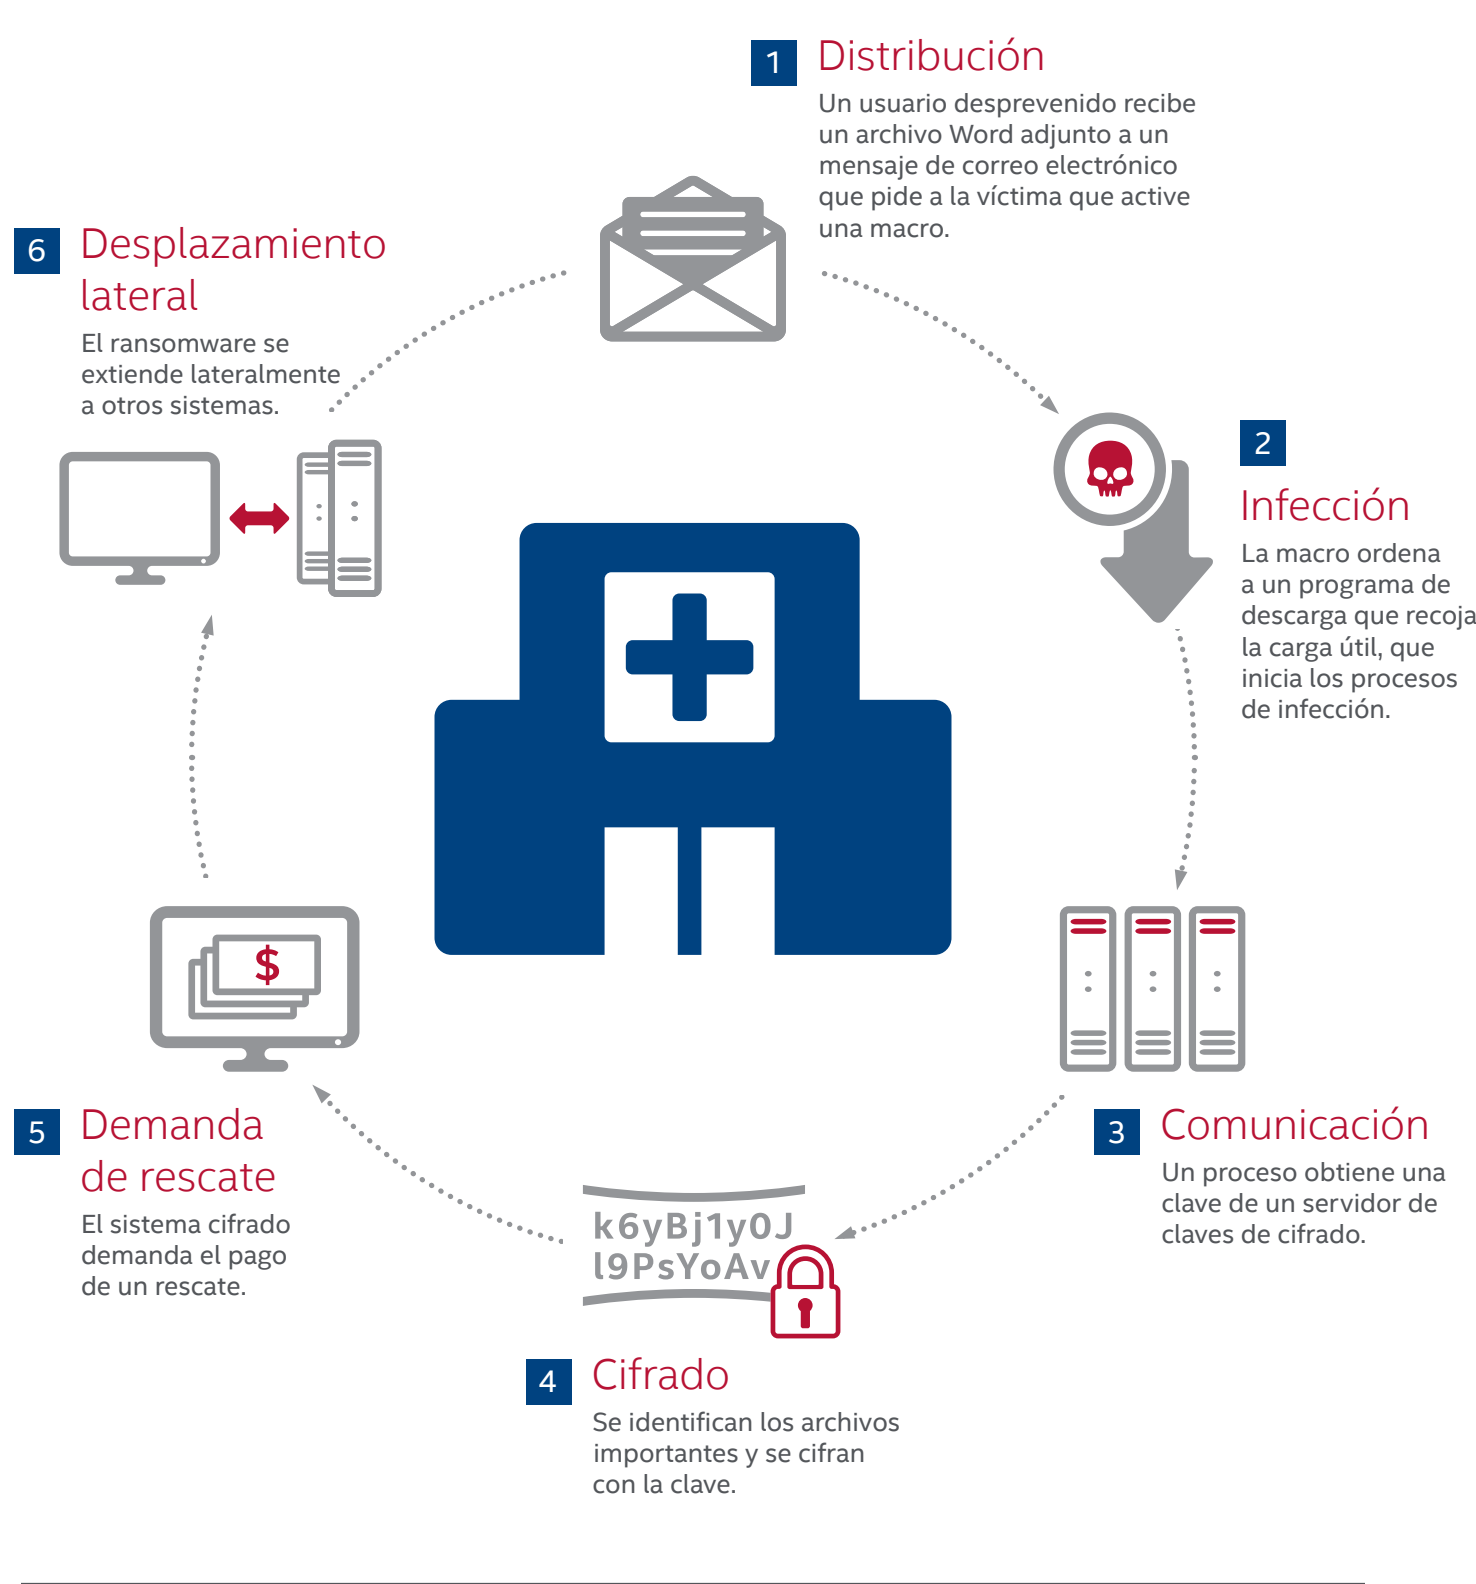 1 Distribución
Un usuario desprevenido recibe
un archivo Word adjunto a un
mensaje de correo electrónico
que pide a la víctima que active
una macro.
2
Infección
La macro ordena
a un programa de
descarga que recoja
la carga útil, que
inicia los procesos
de infección.
3 Comunicación
Un proceso obtiene una
clave de un servidor de
claves de cifrado.
k6yBj1y0J
l9PsYoAv
4 Cifrado
Se identifican los archivos
importantes y se cifran
con la clave.
$
5 Demanda
de rescate
El sistema cifrado
demanda el pago
de un rescate.
6 Desplazamiento
lateral
El ransomware se
extiende lateralmente
a otros sistemas.